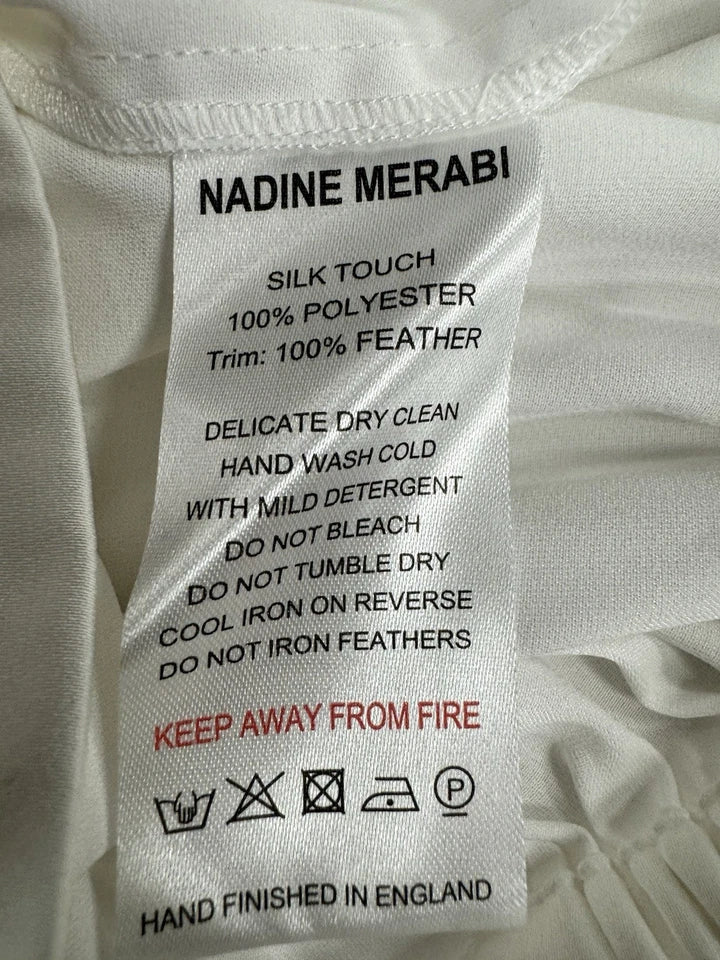 NADINE MERABI
SILK TOUCH
100% POLYESTER
Trim: 100% FEATHER
DELICATE DRY CLEAN
HAND WASH COLD
WITH MILD DETERGENT
DO NOT BLEACH
DO NOT TUMBLE DRY
COOL IRON ON REVERSE
DO NOT IRON FEATHERS
KEEP AWAY FROM FIRE
P
HAND FINISHED IN ENGLAND